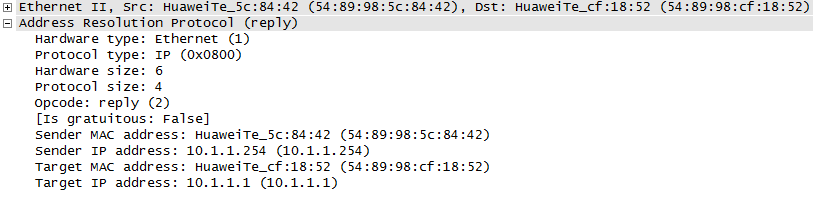 Ethernet II, Src: HuaweiTe_5c:84:42 (54:89:98:5c:84:42), Dst: HuaweiTe_cf:18:52 (54:89:98:cf:18:52)
Address Resolution Protocol (reply)
Hardware type: Ethernet (1)
Protocol type: IP (0x0800)
Hardware size: 6
Protocol size: 4
Opcode: reply (2)
[Is gratuitous: False]
Sender MAC address: HuaweiTe_5c:84:42 (54:89:98:5c:84:42)
Sender IP address: 10.1.1.254 (10.1.1.254)
Target MAC address: HuaweiTe_cf:18:52 (54:89:98:cf:18:52)
Target IP address: 10.1.1.1 (10.1.1.1)